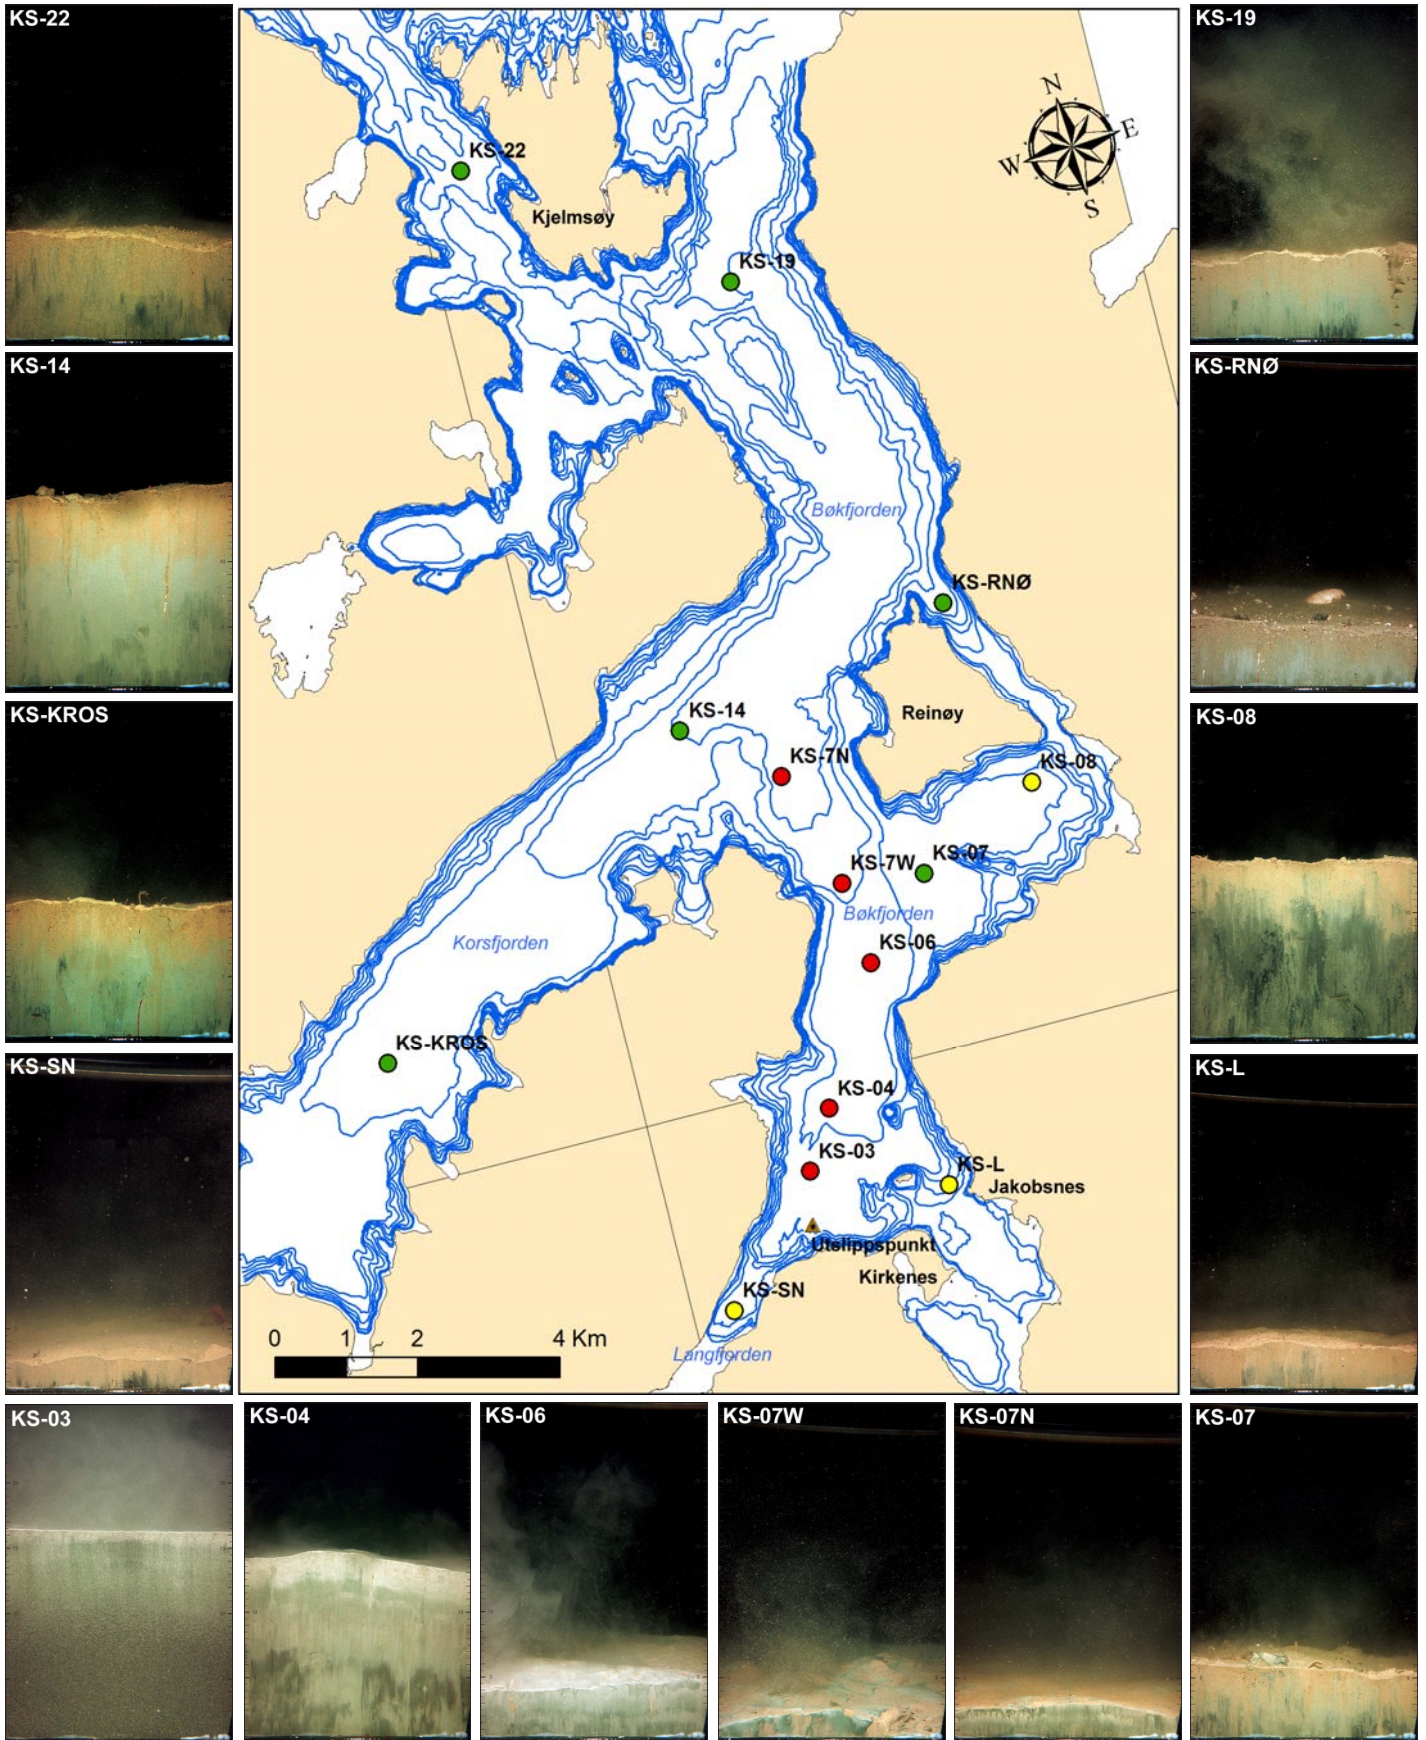 KS-22
KS-19
N
E
W
S
KS-22
Kjelmsøy
KS-19
KS-14
KS-RNØ
Bøkfjorden
KS-RNØ
KS-14
Reinøy
KS-KROS
KS-08
KS-7N
KS-08
KS-7W
KS-07
Bøkfjorden
Korsfjorden
KS-06
KS-KROS
KS-SN
KS-L
KS-04
KS-03
KS-L
Jakobsnes
Utslippspunkt
Kirkenes
KS-SN
0 1 2 4 Km
Langfjorden
KS-03
KS-04
KS-06
KS-07W
KS-07N
KS-07